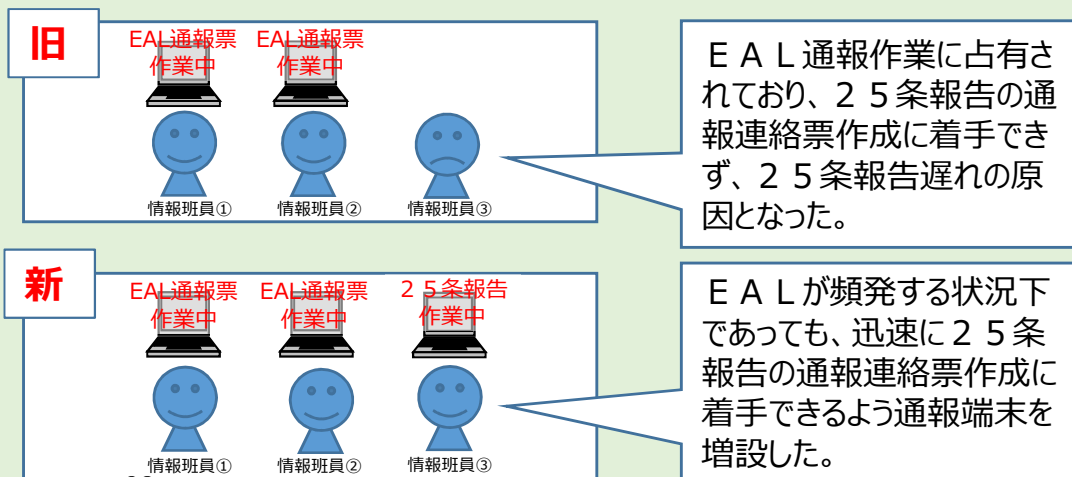 旧
EAL通報票
作業中
EAL通報票
作業中
情報班員①
情報班員②
情報班員③
ＥＡＬ通報作業に占有さ
れており、２５条報告の通
報連絡票作成に着手でき
ず、２５条報告遅れの原
因となった。
新
EAL通報票
作業中
EAL通報票
作業中
２５条報告
作業中
情報班員①
情報班員②
情報班員③
ＥＡＬが頻発する状況下
であっても、迅速に２５条
報告の通報連絡票作成に
着手できるよう通報端末を
増設した。